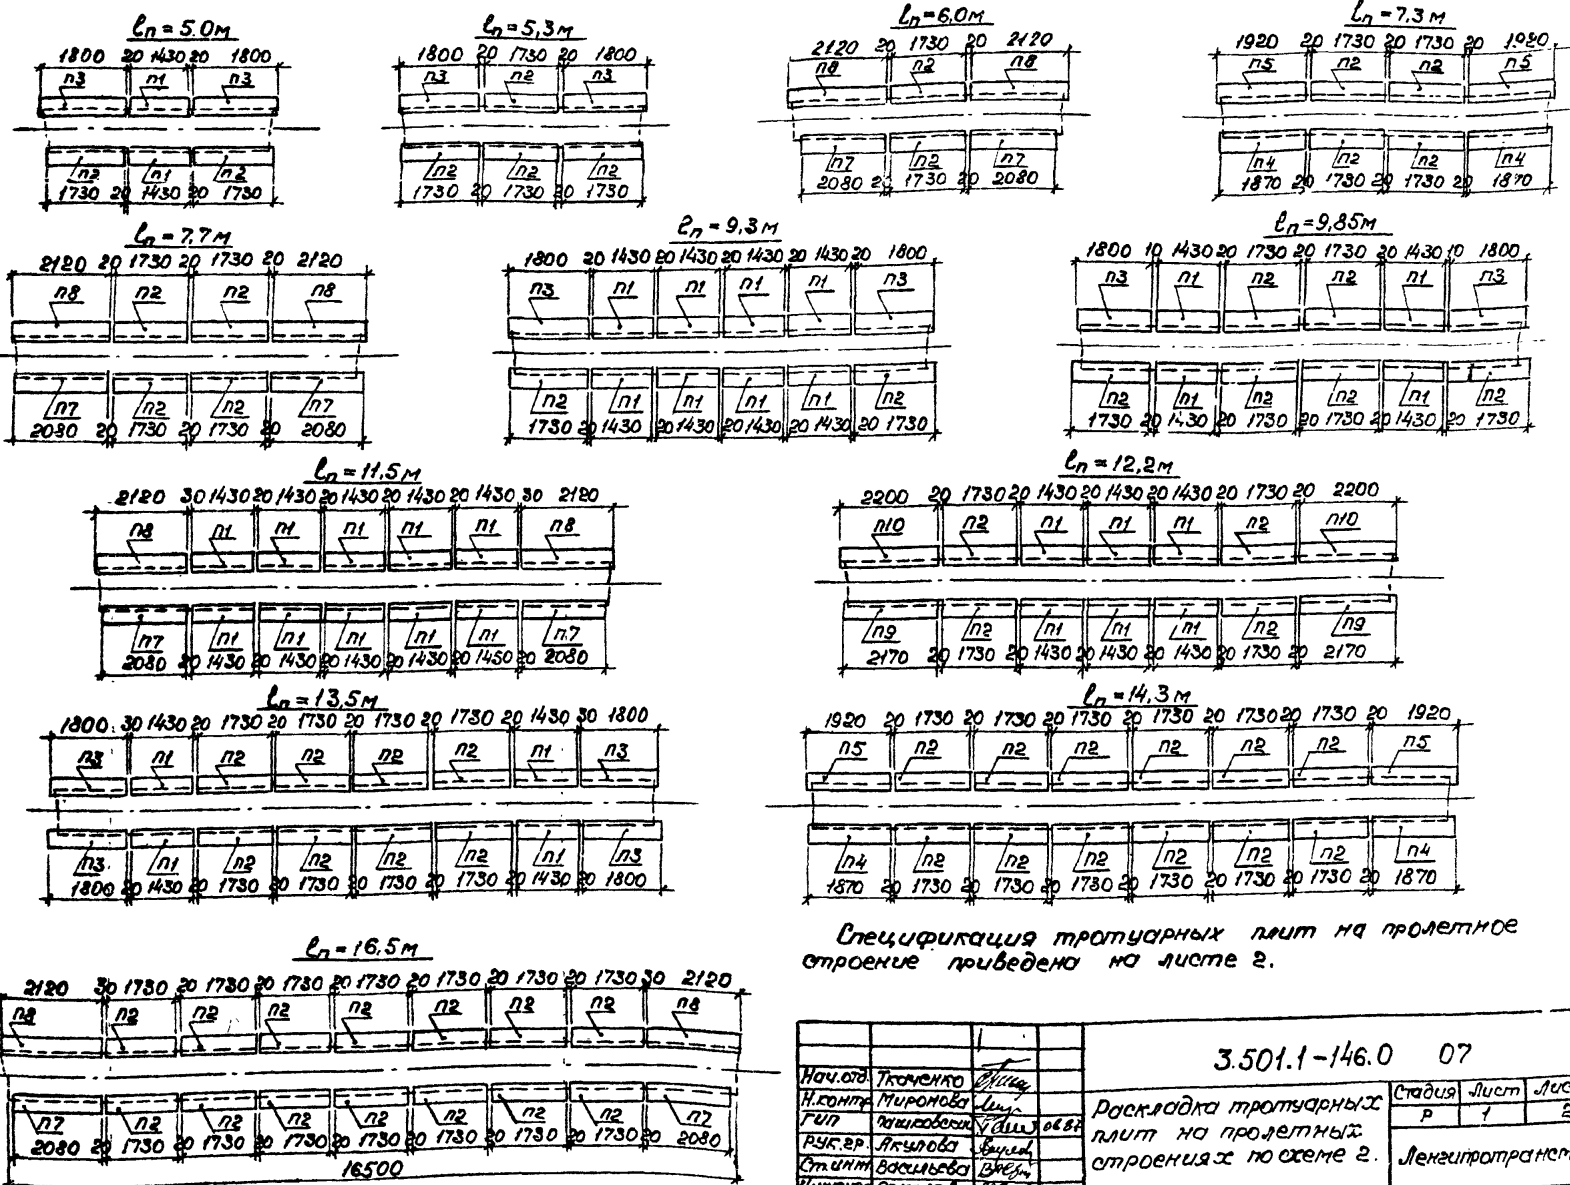 ℓп=5.0м
1800 20 1430 20 1800
п3 п1 п3
п2 п1 п2
1730 20 1430 20 1730
ℓп=5,3м
1800 20 1730 20 1800
п3 п2 п3
п2 п2 п2
1730 20 1730 20 1730
ℓп=6.0м
2120 20 1730 20 2120
п8 п2 п8
п7 п2 п7
2080 20 1730 20 2080
ℓп=7.3м
1920 20 1730 20 1730 20 1920
п5 п2 п2 п5
п4 п2 п2 п4
1870 20 1730 20 1730 20 1870
ℓп=7,7м
2120 20 1730 20 1730 20 2120
п8 п2 п2 п8
п7 п2 п2 п7
2080 20 1730 20 1730 20 2080
ℓп=9,3м
1800 20 1430 20 1430 20 1430 20 1430 20 1800
п3 п1 п1 п1 п1 п3
п2 п1 п1 п1 п1 п2
1730 20 1430 20 1430 20 1430 20 1430 20 1730
ℓп=9,85м
1800 10 1430 20 1730 20 1730 20 1430 10 1800
п3 п1 п2 п2 п1 п3
п2 п1 п2 п2 п1 п2
1730 20 1430 20 1730 20 1730 20 1430 20 1730
ℓп=11,5м
2120 30 1430 20 1430 20 1430 20 1430 20 1430 30 2120
п8 п1 п1 п1 п1 п1 п8
п7 п1 п1 п1 п1 п1 п7
2080 20 1430 20 1430 20 1430 20 1430 20 1450 20 2080
ℓп=12,2м
2200 20 1730 20 1430 20 1430 20 1430 20 1730 20 2200
п10 п2 п1 п1 п1 п2 п10
п9 п2 п1 п1 п1 п2 п9
2170 20 1730 20 1430 20 1430 20 1430 20 1730 20 2170
ℓп=13,5м
1800 30 1430 20 1730 20 1730 20 1730 20 1730 20 1430 30 1800
п3 п1 п2 п2 п2 п2 п1 п3
п3 п1 п2 п2 п2 п2 п1 п3
1800 20 1430 20 1730 20 1730 20 1730 20 1730 20 1430 20 1800
ℓп=14,3м
1920 20 1730 20 1730 20 1730 20 1730 20 1730 20 1730 20 1920
п5 п2 п2 п2 п2 п2 п2 п5
п4 п2 п2 п2 п2 п2 п2 п4
1870 20 1730 20 1730 20 1730 20 1730 20 1730 20 1730 20 1870
ℓп=16,5м
2120 30 1730 20 1730 20 1730 20 1730 20 1730 20 1730 20 1730 30 2120
п8 п2 п2 п2 п2 п2 п2 п2 п8
п7 п2 п2 п2 п2 п2 п2 п2 п7
2080 20 1730 20 1730 20 1730 20 1730 20 1730 20 1730 20 1730 20 2080
16500
Спецификация тротуарных плит на пролетное
строение приведена на листе 2.
3.501.1-146.0 07
Нач.отд. Ткаченко
Н.контр Миронова
ГИП 06.87
Рук.гр. Акулова
Ст.инж Васильева
Раскладка тротуарных
плит на пролетных
строениях по схеме 2.
Стадия Лист
Р 1 2
Ленгипротранс